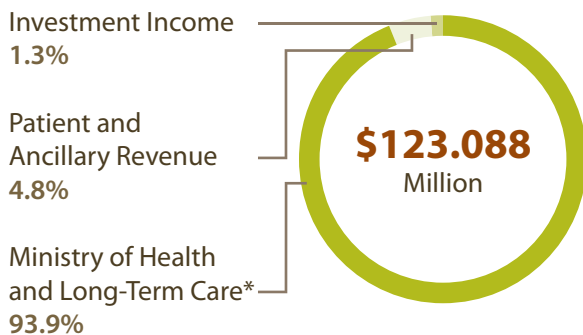 Investment Income
1.3%
Patient and
Ancillary Revenue
4.8%
Ministry of Health
and Long-Term Care*
93.9%
$123.088
Million